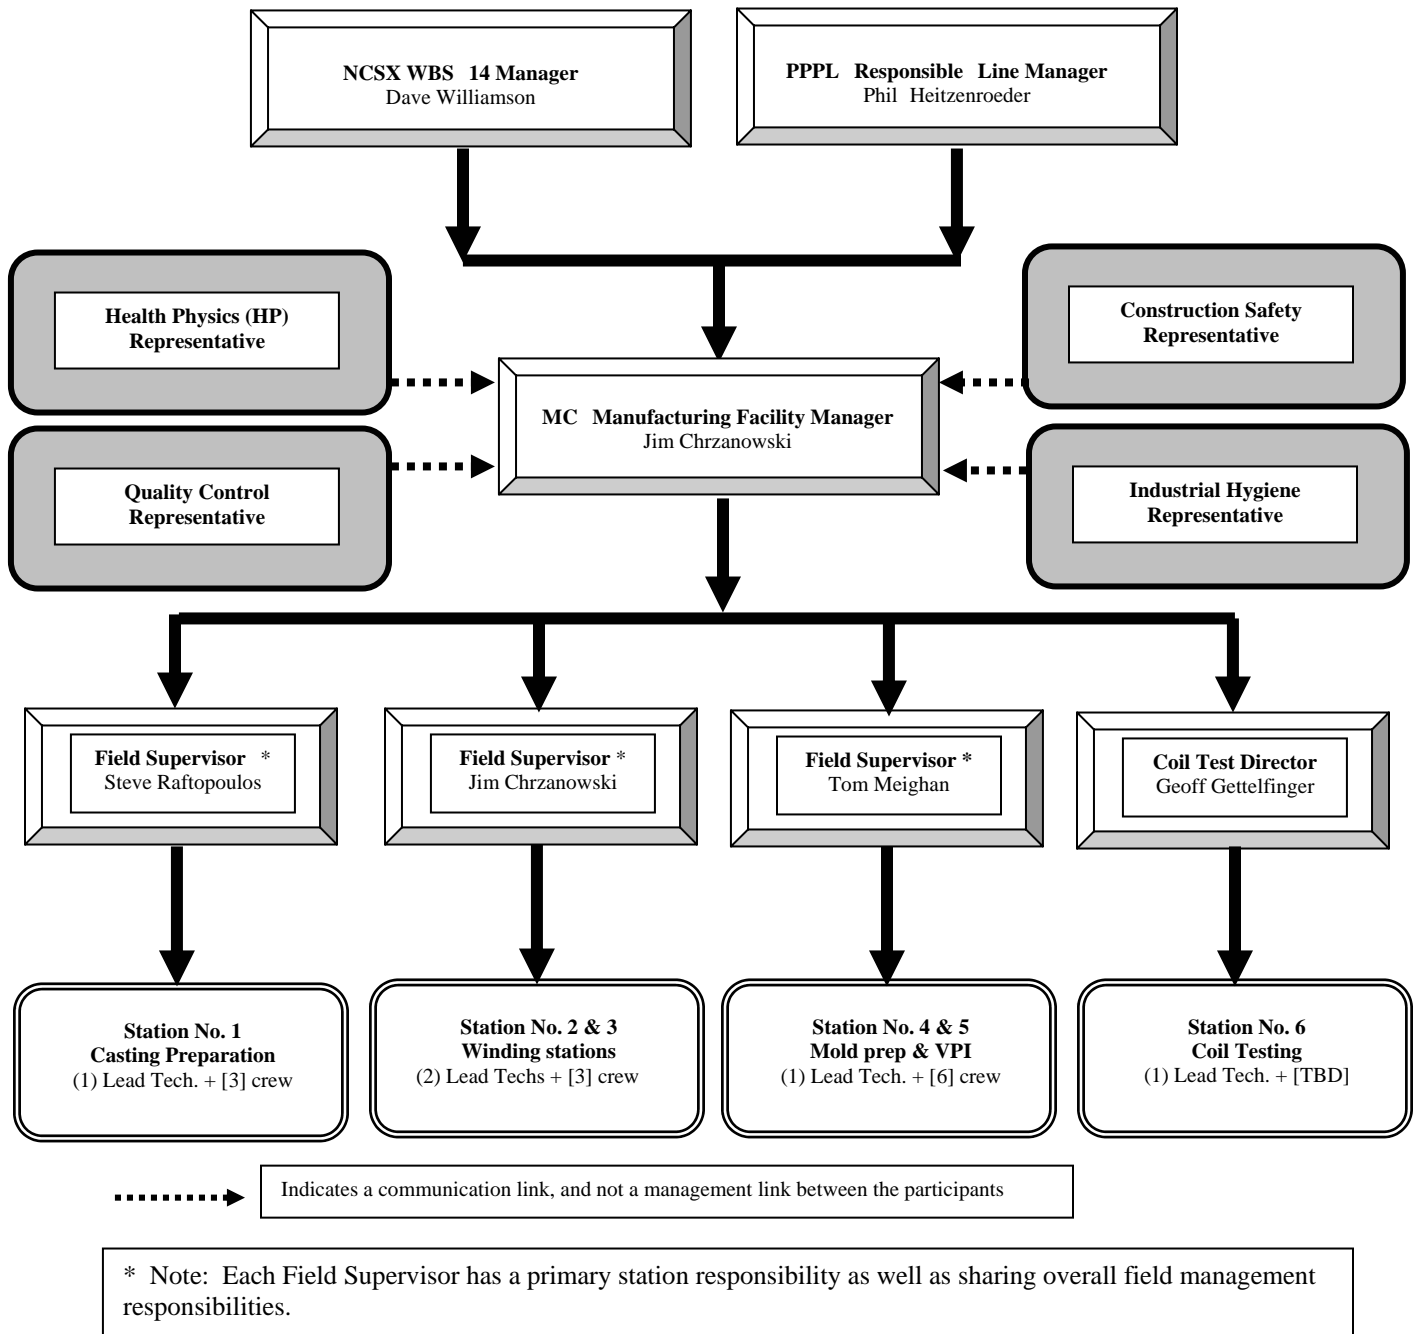 NCSX WBS 14 Manager
Dave Williamson
PPPL Responsible Line Manager
Phil Heitzenroeder
Health Physics (HP)
Representative
Construction Safety
Representative
MC Manufacturing Facility Manager
Jim Chrzanowski
Quality Control
Representative
Industrial Hygiene
Representative
Field Supervisor *
Steve Raftopoulos
Field Supervisor *
Jim Chrzanowski
Field Supervisor *
Tom Meighan
Coil Test Director
Geoff Gettelfinger
Station No. 1
Casting Preparation
(1) Lead Tech. + [3] crew
Station No. 2 & 3
Winding stations
(2) Lead Techs + [3] crew
Station No. 4 & 5
Mold prep & VPI
(1) Lead Tech. + [6] crew
Station No. 6
Coil Testing
(1) Lead Tech. + [TBD]
Indicates a communication link, and not a management link between the participants
* Note: Each Field Supervisor has a primary station responsibility as well as sharing overall field management
responsibilities.